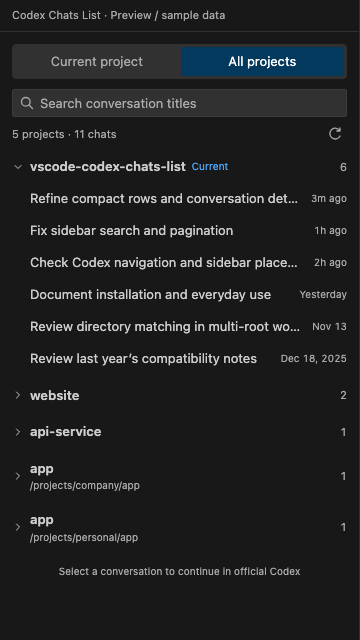 Codex Chats List · Preview / sample data
Current project
All projects
Search conversation titles
5 projects · 11 chats
vscode-codex-chats-list Current 6
Refine compact rows and conversation det... 3m ago
Fix sidebar search and pagination 1h ago
Check Codex navigation and sidebar place... 2h ago
Document installation and everyday use Yesterday
Review directory matching in multi-root wo... Nov 13
Review last year’s compatibility notes Dec 18, 2025
website 2
api-service 1
app 1
/projects/company/app
app 1
/projects/personal/app
Select a conversation to continue in official Codex